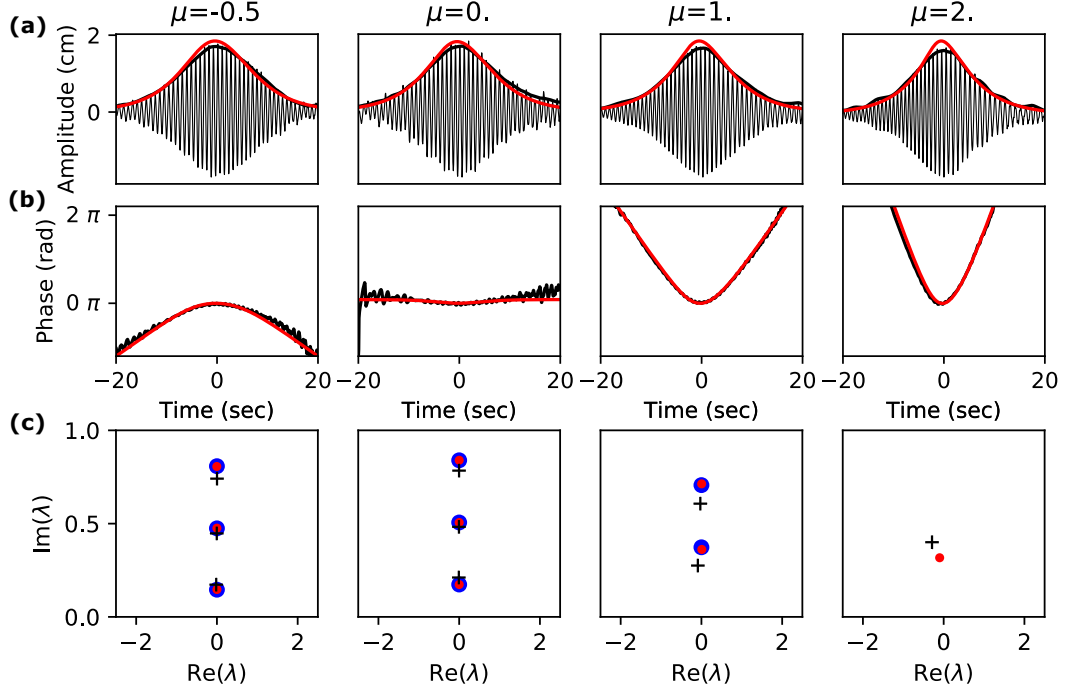 (a) μ=-0.5 μ=0. μ=1. μ=2.
Amplitude (cm)
2
0
(b)
Phase (rad)
2 π
0 π
−20 0 20 −20 0 20 −20 0 20 −20 0 20
Time (sec) Time (sec) Time (sec) Time (sec)
(c)
Im(λ)
1.0
0.5
0.0
−2 0 2 −2 0 2 −2 0 2 −2 0 2
Re(λ) Re(λ) Re(λ) Re(λ)